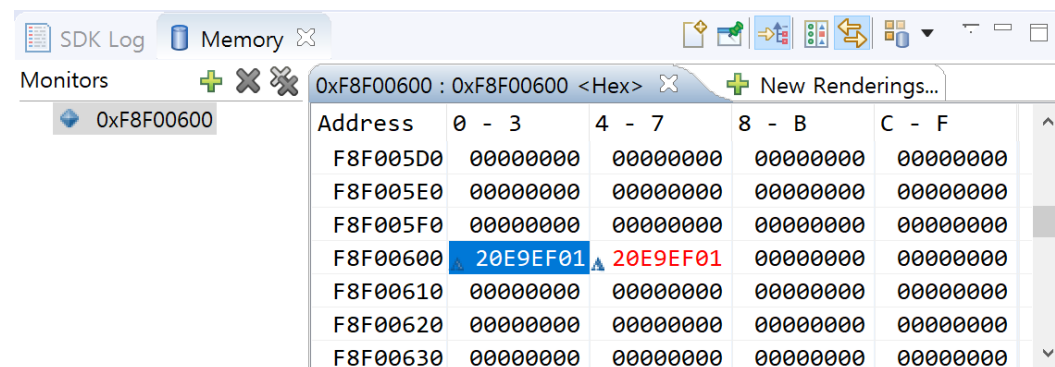 SDK Log Memory
Monitors 0xF8F00600 : 0xF8F00600 <Hex> New Renderings...
0xF8F00600
Address 0 - 3 4 - 7 8 - B C - F
F8F005D0 00000000 00000000 00000000 00000000
F8F005E0 00000000 00000000 00000000 00000000
F8F005F0 00000000 00000000 00000000 00000000
F8F00600 20E9EF01 20E9EF01 00000000 00000000
F8F00610 00000000 00000000 00000000 00000000
F8F00620 00000000 00000000 00000000 00000000
F8F00630 00000000 00000000 00000000 00000000